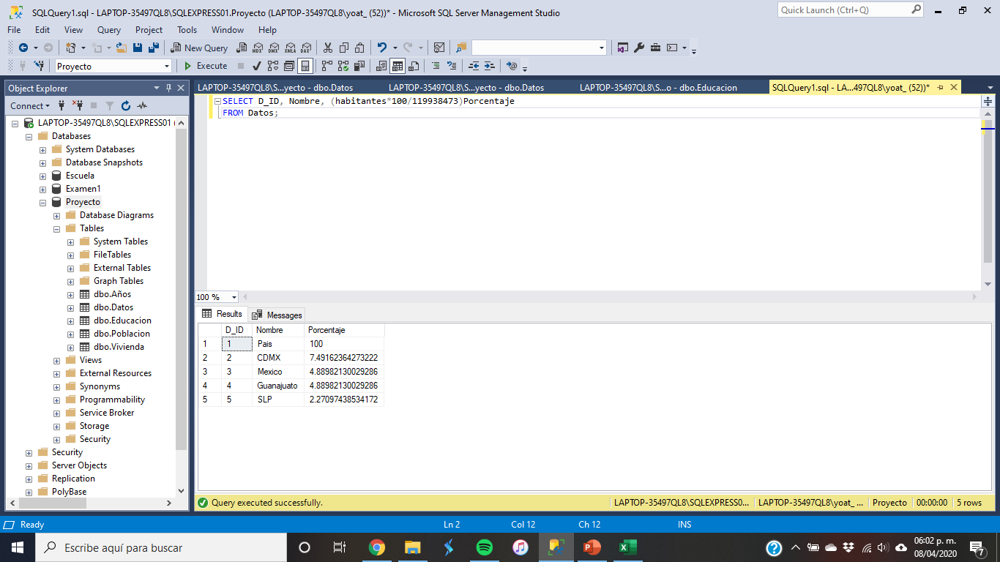 SQLQuery1.sql - LAPTOP-35497QL8\SQLEXPRESS01.Proyecto (LAPTOP-35497QL8\yoat_ (52))* - Microsoft SQL Server Management Studio
Quick Launch (Ctrl+Q)
File Edit View Query Project Tools Window Help
New Query
MDX DMX XMLA DAX
Proyecto
Execute
Object Explorer
LAPTOP-35497QL8\S...yecto - dbo.Datos
LAPTOP-35497QL8\S...yecto - dbo.Datos
LAPTOP-35497QL8\S...o - dbo.Educacion
SQLQuery1.sql - LA...497QL8\yoat_ (52))*
Connect
LAPTOP-35497QL8\SQLEXPRESS01 (
Databases
System Databases
Database Snapshots
Escuela
Examen1
Proyecto
Database Diagrams
Tables
System Tables
FileTables
External Tables
Graph Tables
dbo.Años
dbo.Datos
dbo.Educacion
dbo.Poblacion
dbo.Vivienda
Views
External Resources
Synonyms
Programmability
Service Broker
Storage
Security
Security
Server Objects
Replication
PolyBase
SELECT D_ID, Nombre, (habitantes*100/119938473)Porcentaje
FROM Datos;
100 %
Results Messages
D_ID Nombre Porcentaje
1 1 Pais 100
2 2 CDMX 7.49162364273222
3 3 Mexico 4.88982130029286
4 4 Guanajuato 4.88982130029286
5 5 SLP 2.27097438534172
Query executed successfully.
LAPTOP-35497QL8\SQLEXPRESS0... LAPTOP-35497QL8\yoat_ ... Proyecto 00:00:00 5 rows
Ready Ln 2 Col 12 Ch 12 INS
Escribe aquí para buscar
06:02 p. m.
08/04/2020
7